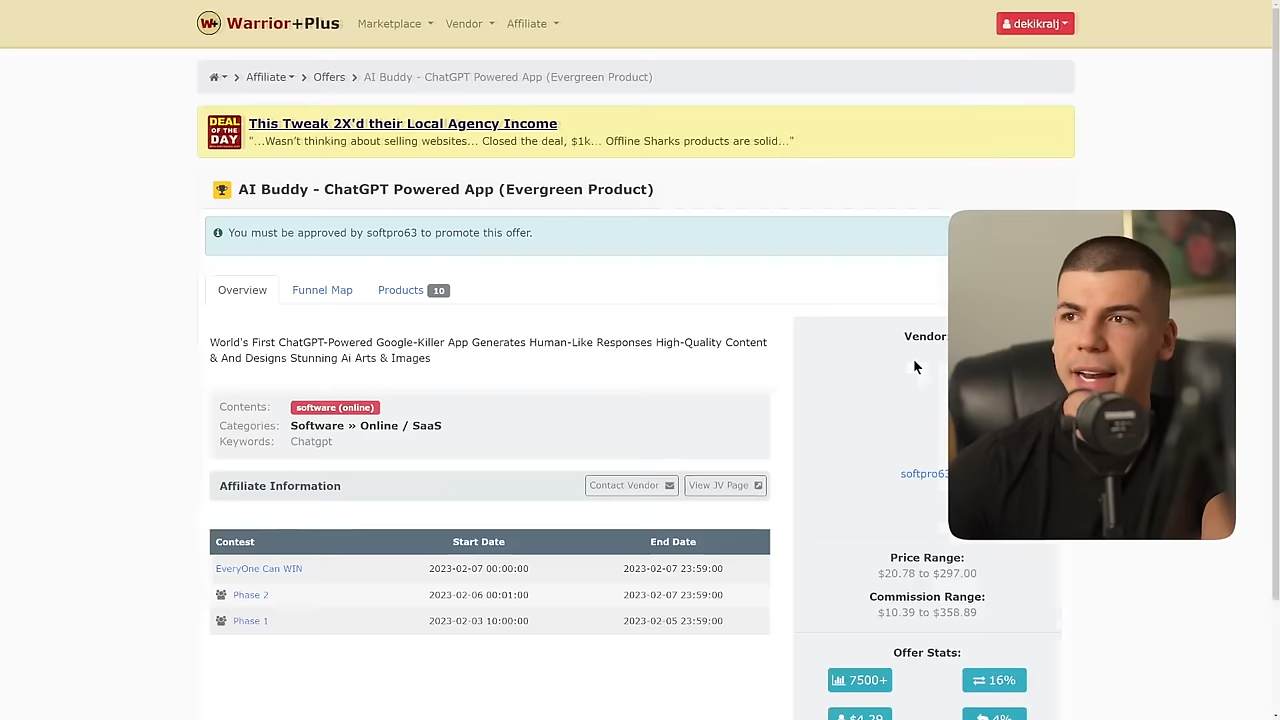 W+ Warrior+Plus Marketplace Vendor Affiliate dekikralj
Affiliate Offers AI Buddy - ChatGPT Powered App (Evergreen Product)
DEAL OF THE DAY
This Tweak 2X'd their Local Agency Income
"...Wasn't thinking about selling websites... Closed the deal, $1k... Offline Sharks products are solid..."
AI Buddy - ChatGPT Powered App (Evergreen Product)
You must be approved by softpro63 to promote this offer.
Overview Funnel Map Products 10
World's First ChatGPT-Powered Google-Killer App Generates Human-Like Responses High-Quality Content
& And Designs Stunning Ai Arts & Images
Contents: software (online)
Categories: Software » Online / SaaS
Keywords: Chatgpt
Affiliate Information Contact Vendor View JV Page
Contest Start Date End Date
EveryOne Can WIN 2023-02-07 00:00:00 2023-02-07 23:59:00
Phase 2 2023-02-06 00:01:00 2023-02-07 23:59:00
Phase 1 2023-02-03 10:00:00 2023-02-05 23:59:00
Vendor:
softpro63
Price Range:
$20.78 to $297.00
Commission Range:
$10.39 to $358.89
Offer Stats:
7500+ 16%
$4.29 4%